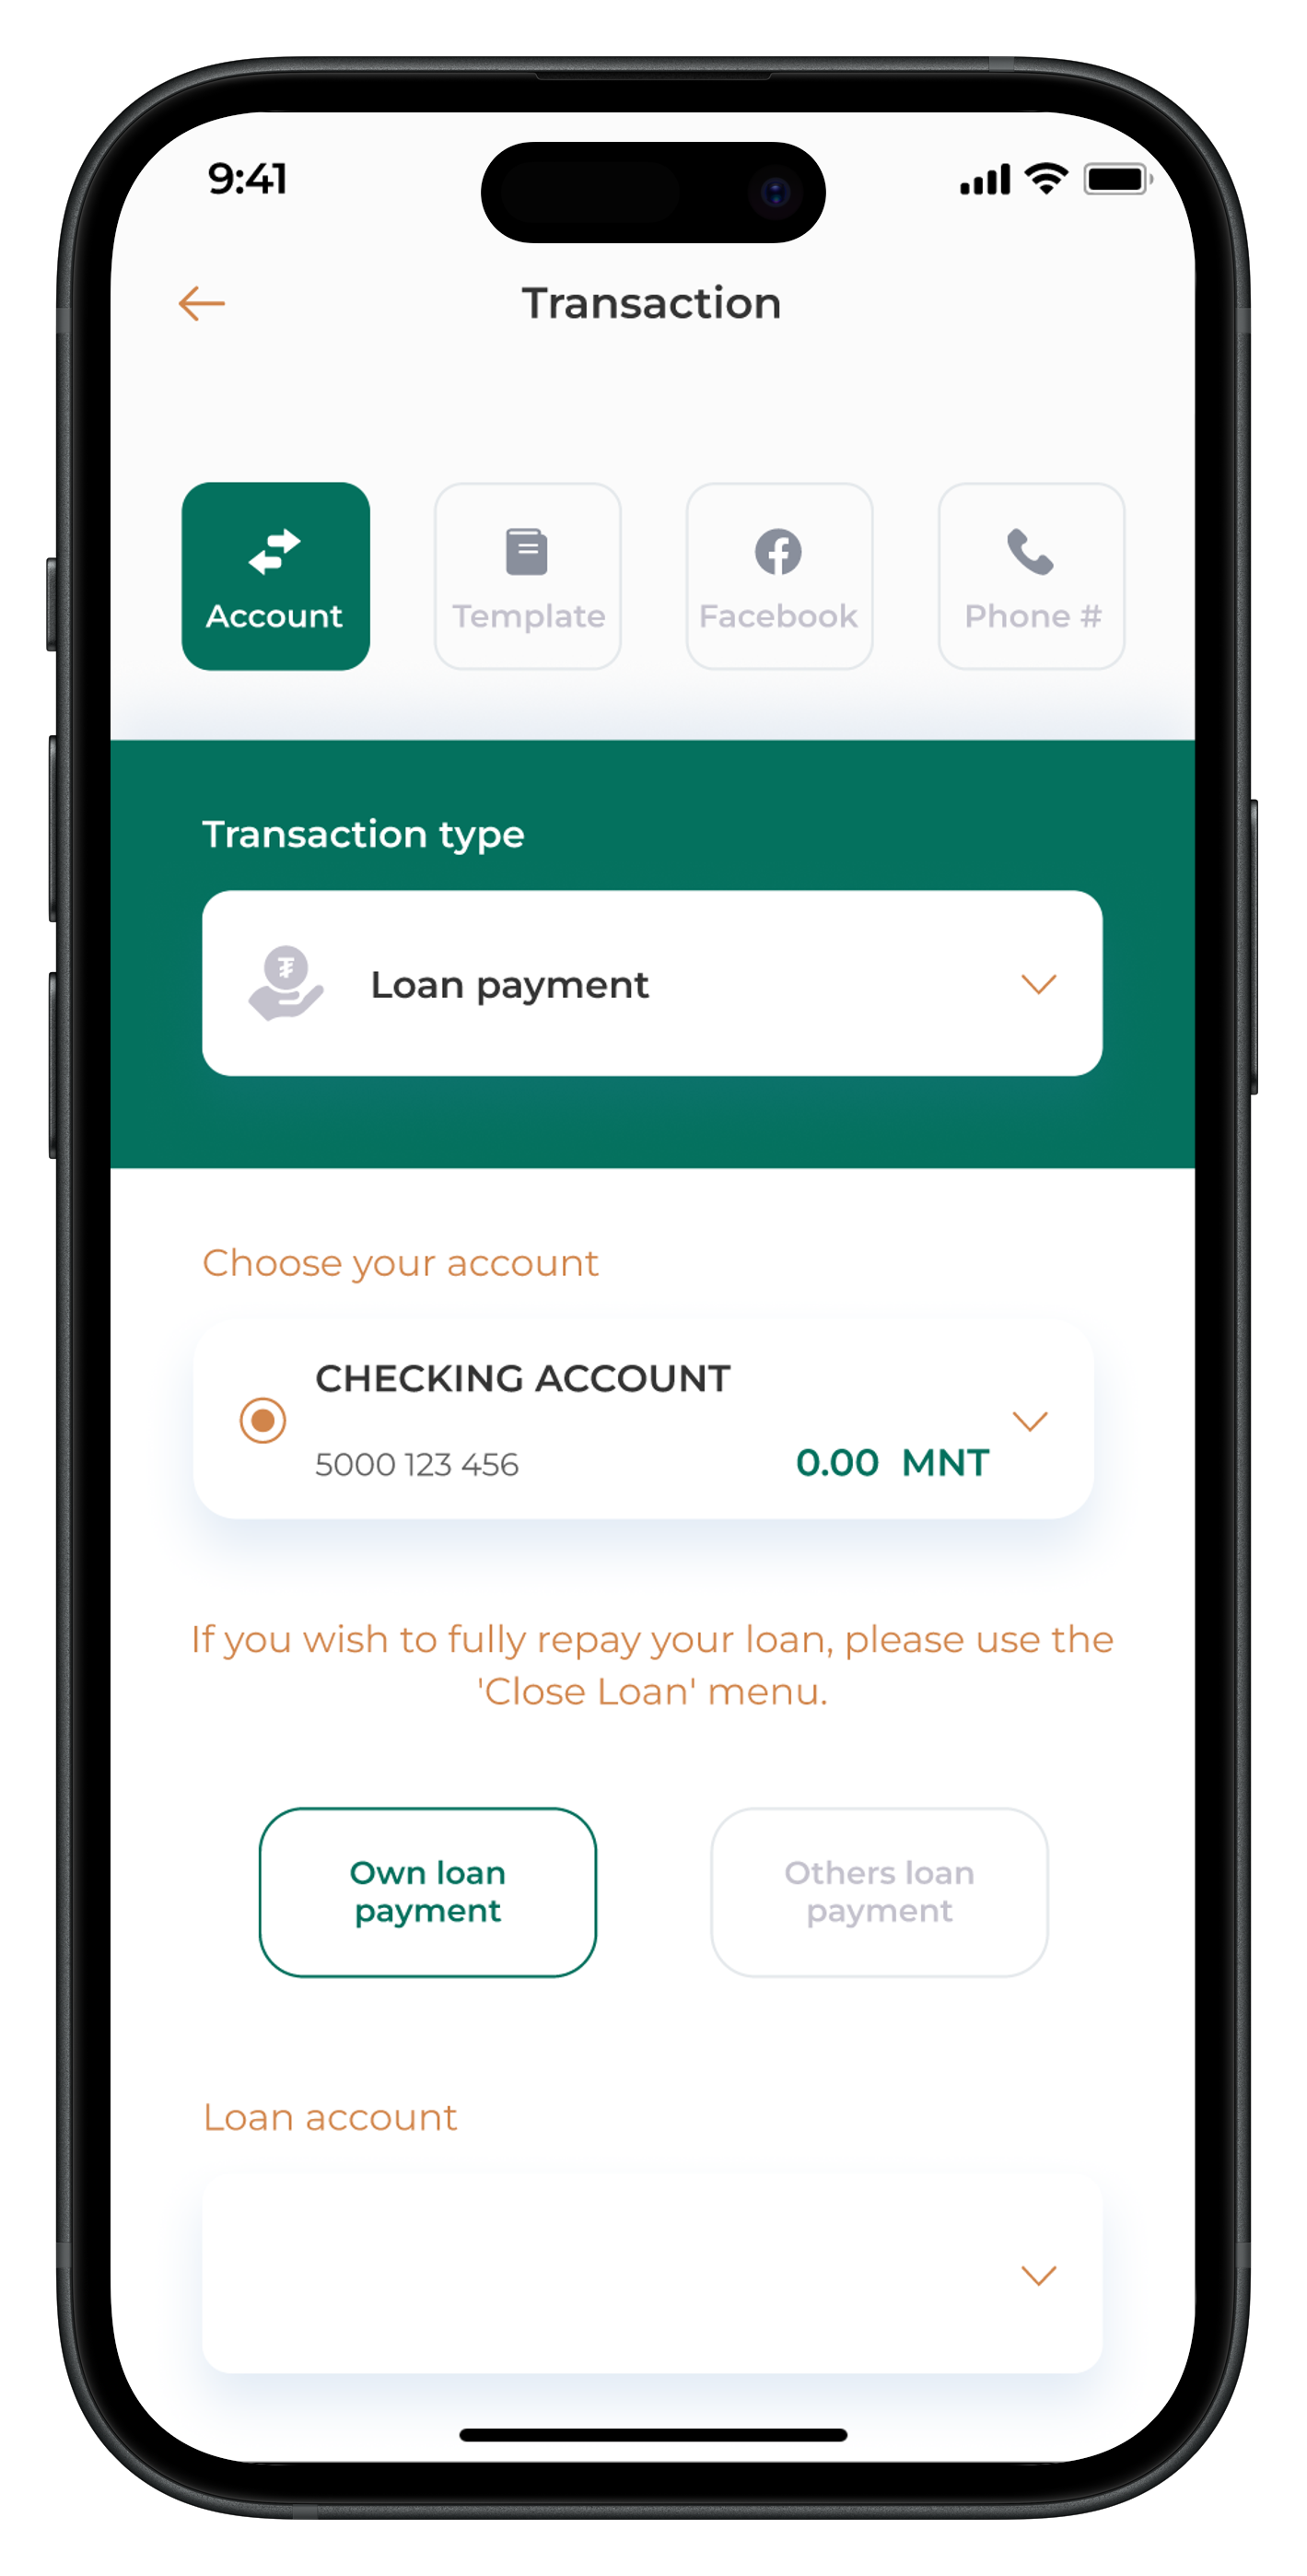 9:41
Transaction
Account
Template
Facebook
Phone #
Transaction type
₮
Loan payment
Choose your account
CHECKING ACCOUNT
5000 123 456
0.00 MNT
If you wish to fully repay your loan, please use the
'Close Loan' menu.
Own loan
payment
Others loan
payment
Loan account